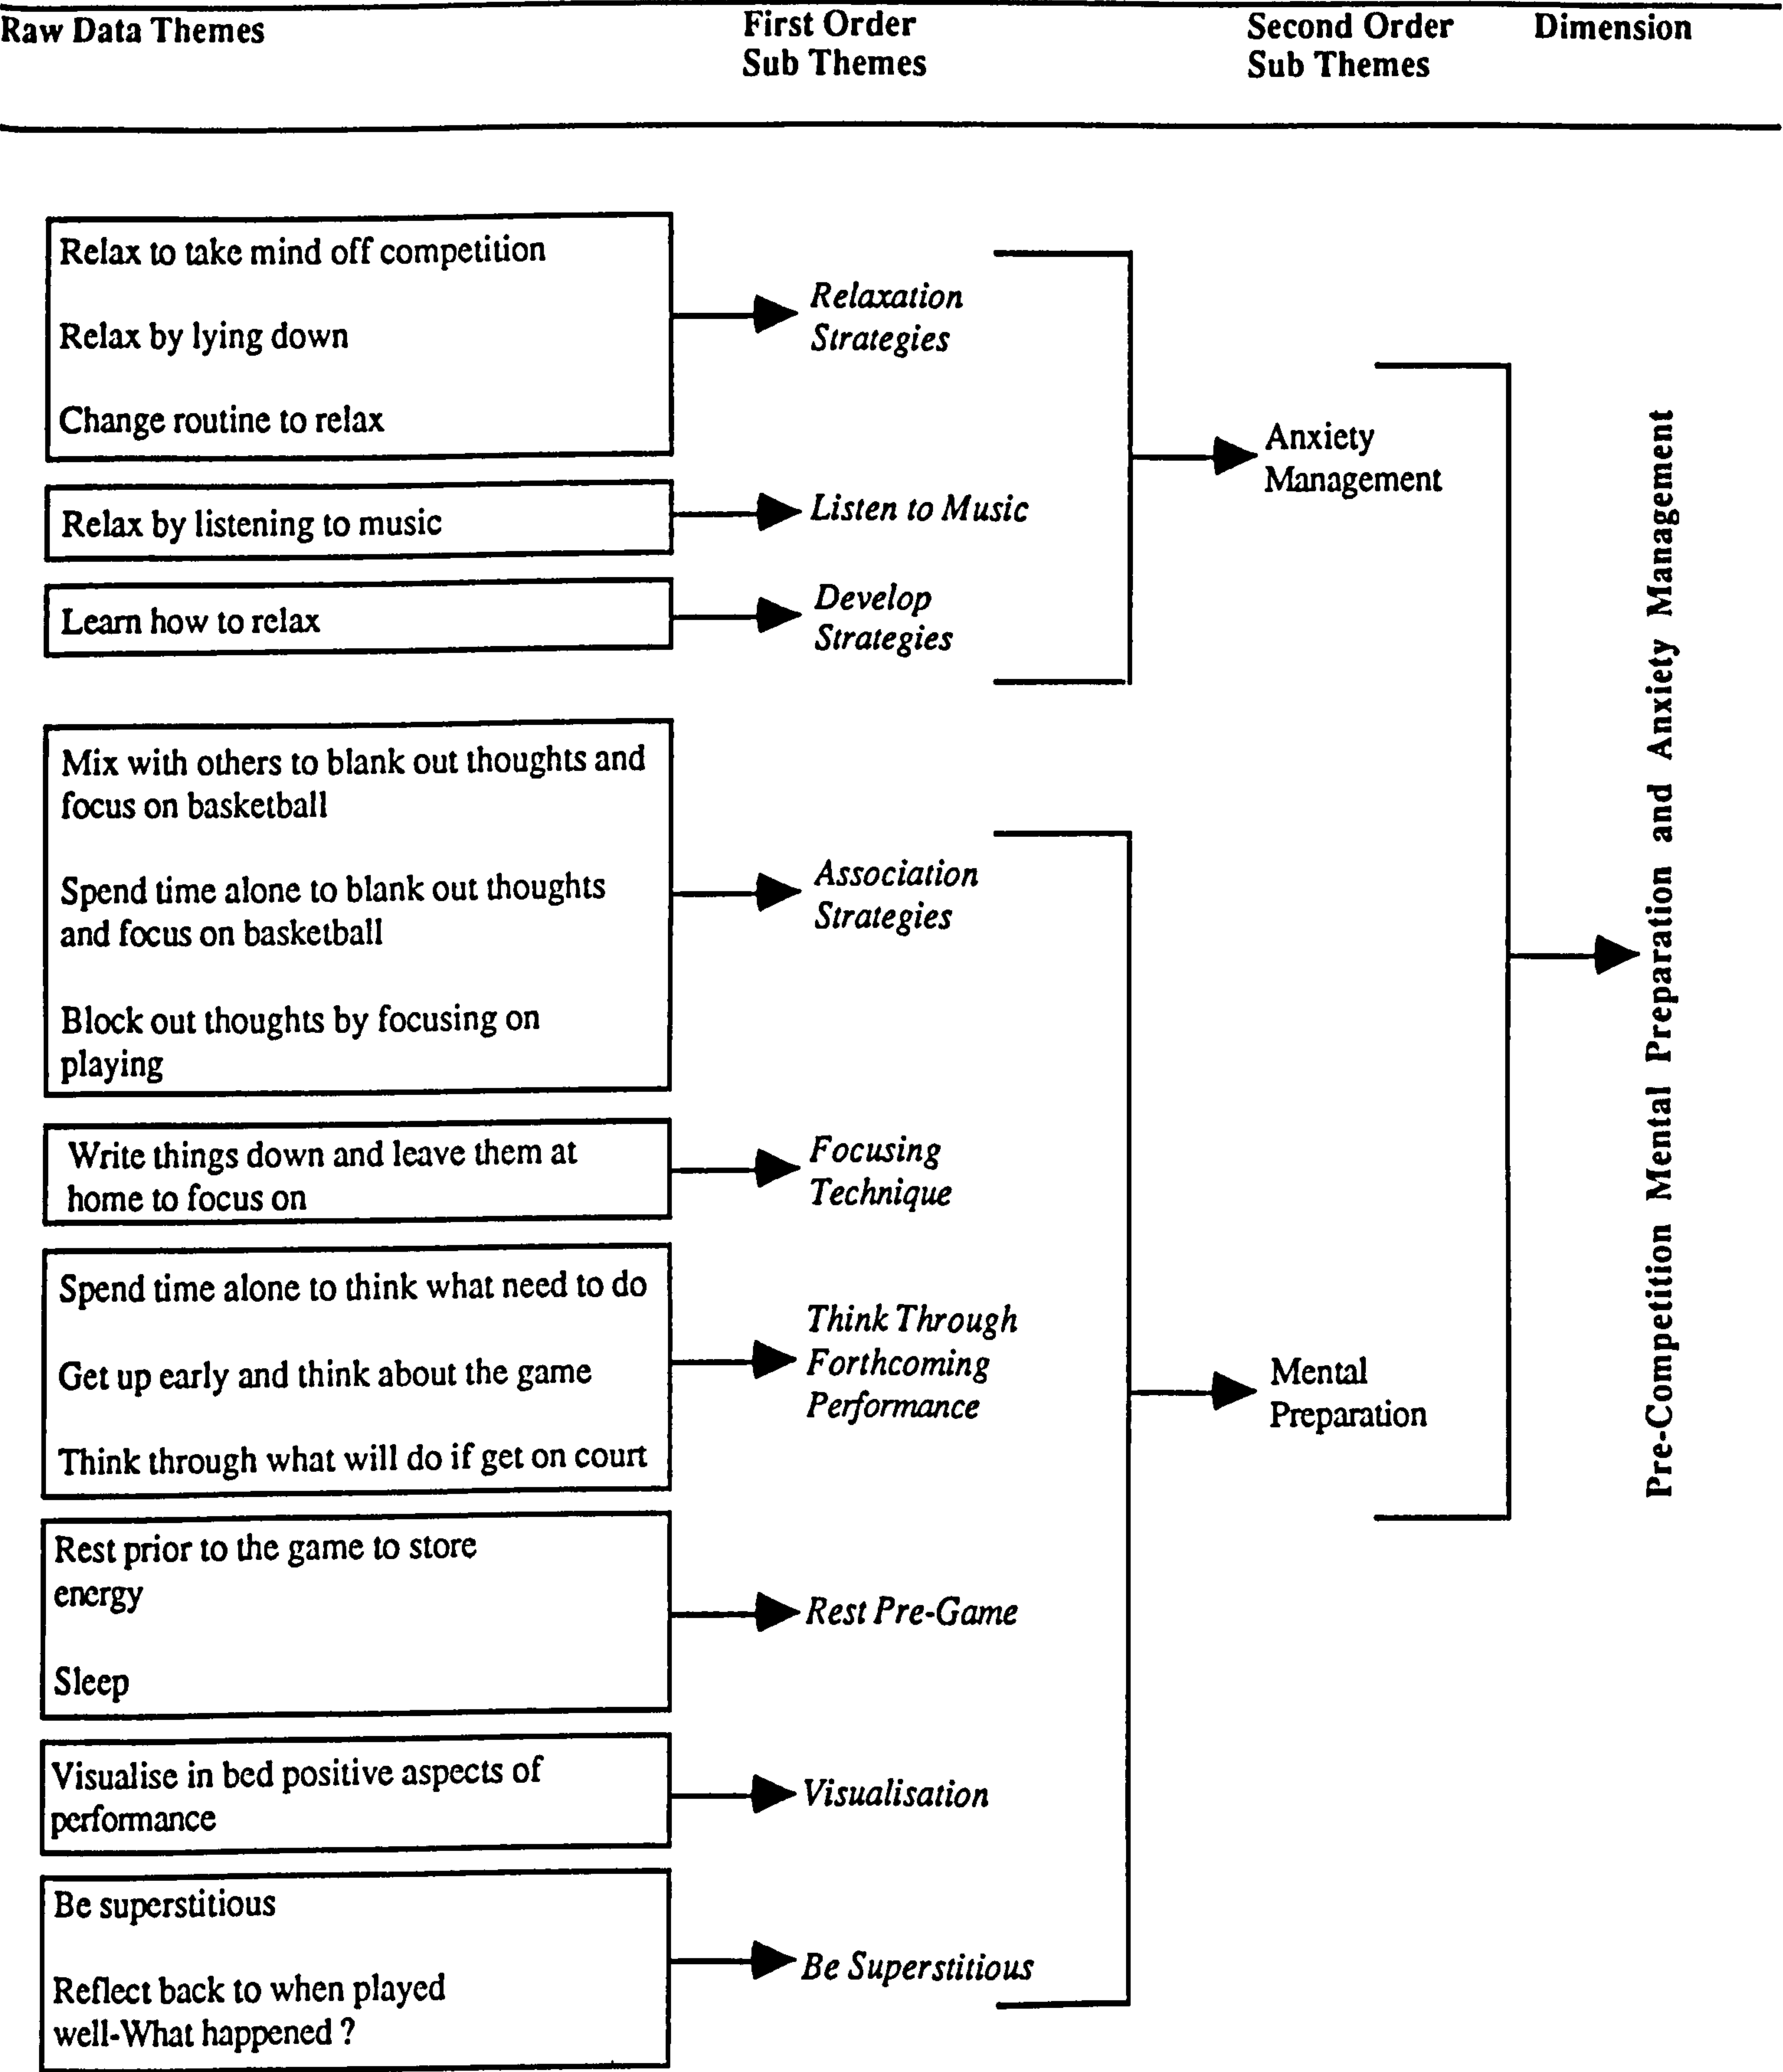 Raw Data Themes
First Order
Sub Themes
Second Order
Sub Themes
Dimension
Relax to take mind off competition
Relax by lying down
Change routine to relax
Relaxation
Strategies
Relax by listening to music
Listen to Music
Learn how to relax
Develop
Strategies
Anxiety
Management
Mix with others to blank out thoughts and
focus on basketball
Spend time alone to blank out thoughts
and focus on basketball
Block out thoughts by focusing on
playing
Association
Strategies
Write things down and leave them at
home to focus on
Focusing
Technique
Spend time alone to think what need to do
Get up early and think about the game
Think through what will do if get on court
Think Through
Forthcoming
Performance
Rest prior to the game to store
energy
Sleep
Rest Pre-Game
Visualise in bed positive aspects of
performance
Visualisation
Be superstitious
Reflect back to when played
well-What happened ?
Be Superstitious
Mental
Preparation
Pre-Competition Mental Preparation and Anxiety Management